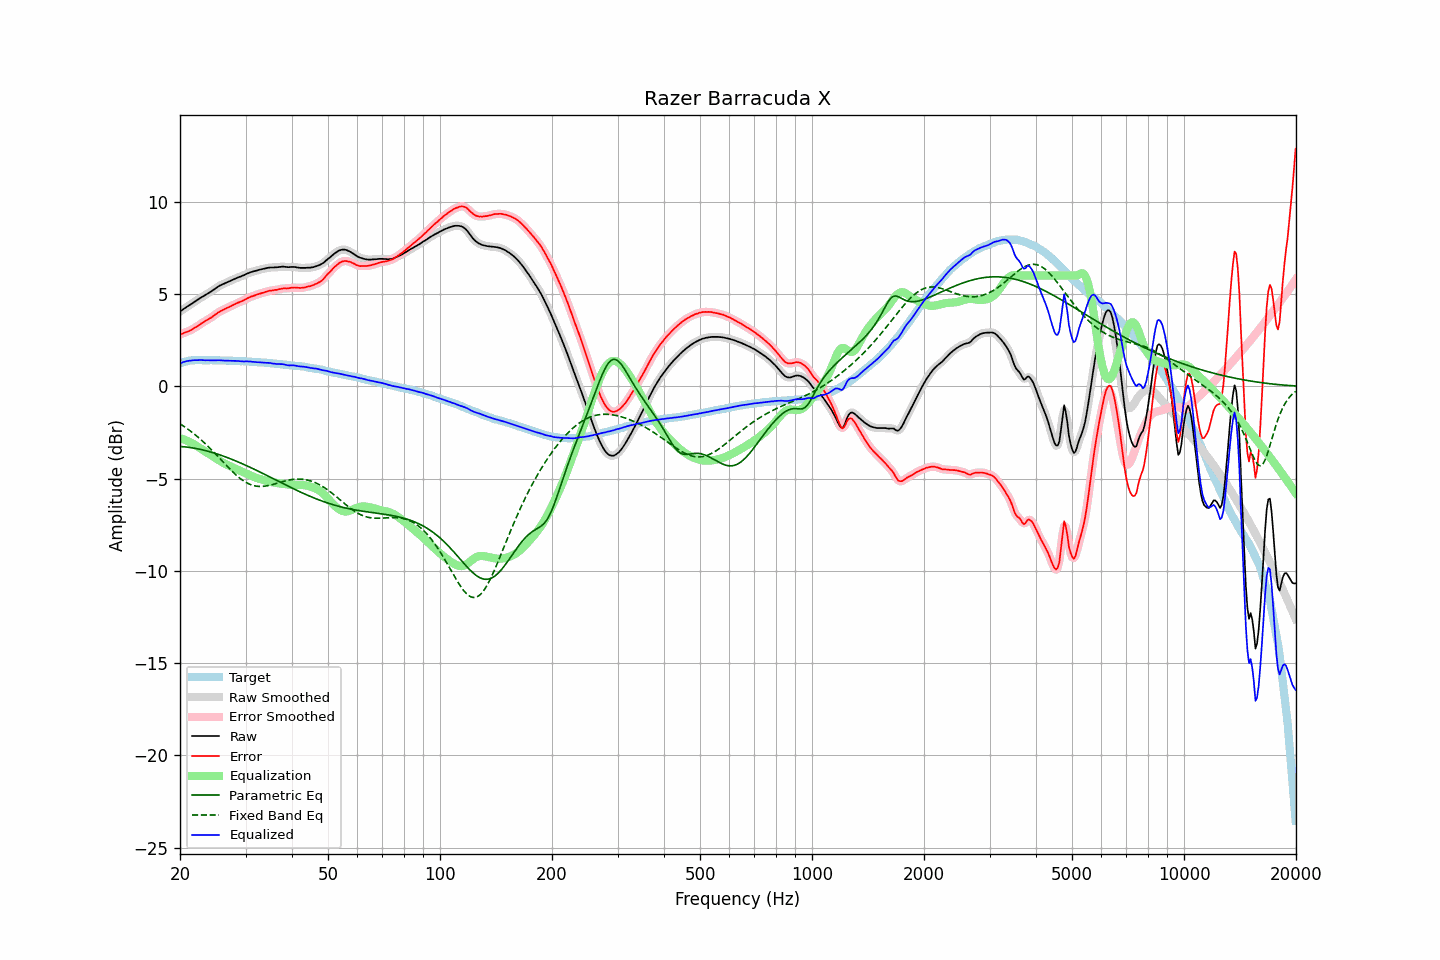 Razer Barracuda X
Amplitude (dBr)
10
5
0
−5
−10
−15
−20
−25
Target
Raw Smoothed
Error Smoothed
Raw
Error
Equalization
Parametric Eq
Fixed Band Eq
Equalized
20 50 100 200 500 1000 2000 5000 10000 20000
Frequency (Hz)